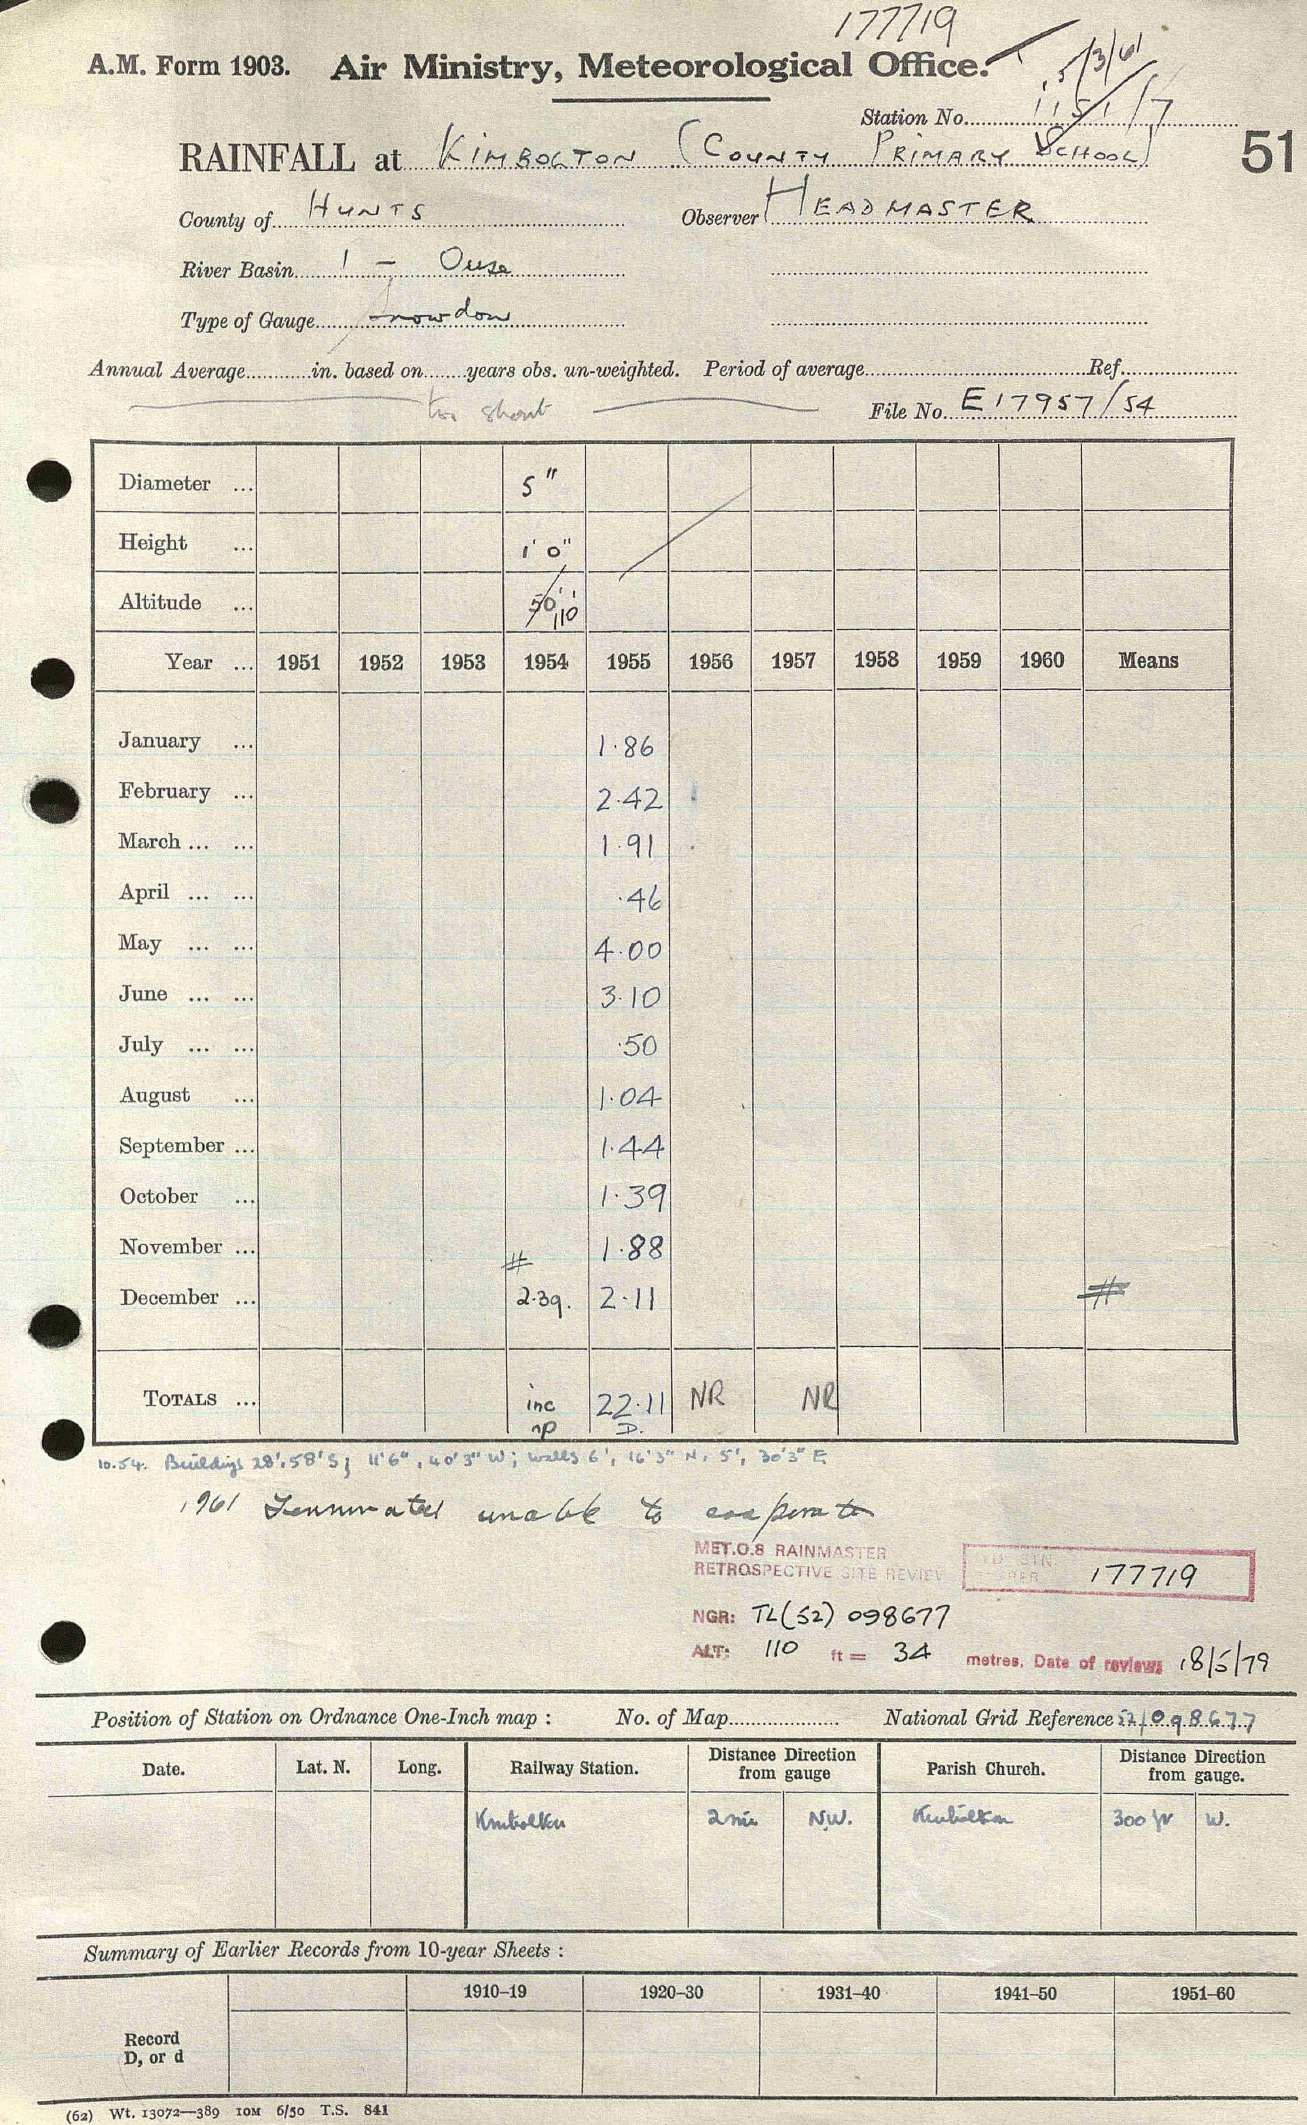 177719
A.M. Form 1903. Air Ministry, Meteorological Office.
5/3/61
Station No. 1151/7
RAINFALL at KIMBOLTON (COUNTY PRIMARY SCHOOL)
51
County of HUNTS Observer HEADMASTER
River Basin 1 – Ouse
Type of Gauge Snowdon
Annual Average............in. based on........years obs. un-weighted. Period of average............Ref............
too short
File No. E17957/54
Diameter ... 5"
Height ... 1' 0"
Altitude ... 50' 110'
Year ... 1951 1952 1953 1954 1955 1956 1957 1958 1959 1960 Means
January ... 1·86
February ... 2·42
March ... ... 1·91
April ... ... ·46
May ... ... 4·00
June ... ... 3·10
July ... ... ·50
August ... 1·04
September ... 1·44
October ... 1·39
November ... 1·88
#
December ... 2·39. 2·11 #
TOTALS ... inc 22·11 NR NR
np D.
10.54. Buildings 28', 58' S; 11'6", 40'3" W; walls 6', 16'3" N, 5', 30'3" E
1961 Terminated unable to cooperate
MET.O.8 RAINMASTER
RETROSPECTIVE SITE REVIEW
177719
NGR: TL(52) 098677
ALT: 110 ft = 34 metres. Date of reviews 18/5/79
Position of Station on Ordnance One-Inch map : No. of Map............ National Grid Reference 52/098677
Date. Lat. N. Long. Railway Station. Distance Direction from gauge Parish Church. Distance Direction from gauge.
Kimbolton 2 mi N.W. Kimbolton 300 yr W.
Summary of Earlier Records from 10-year Sheets :
1910–19 1920–30 1931–40 1941–50 1951–60
Record
D, or d
(62) Wt. 13072—389 10M 6/50 T.S. 841